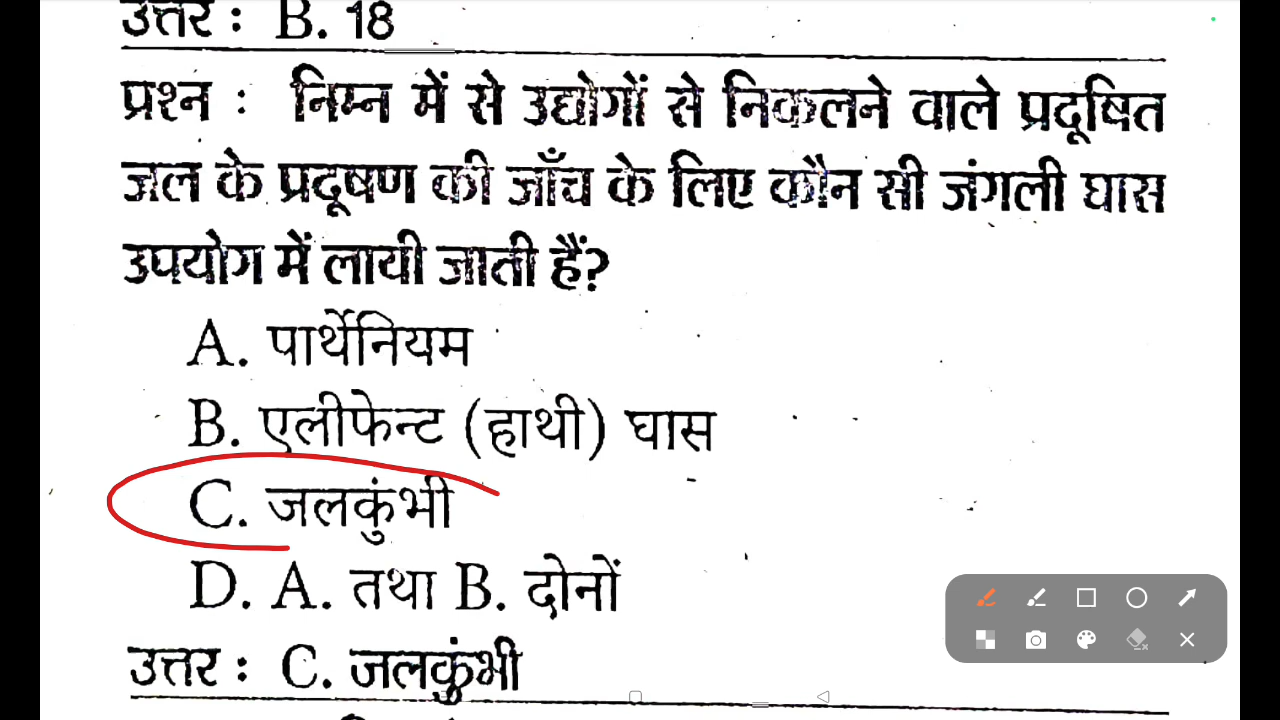 उत्तर : B. 18
प्रश्न : निम्न में से उद्योगों से निकलने वाले प्रदूषित
जल के प्रदूषण की जाँच के लिए कौन सी जंगली घास
उपयोग में लायी जाती हैं?
A. पार्थेनियम
B. एलीफेन्ट (हाथी) घास
C. जलकुंभी
D. A. तथा B. दोनों
उत्तर : C. जलकुंभी